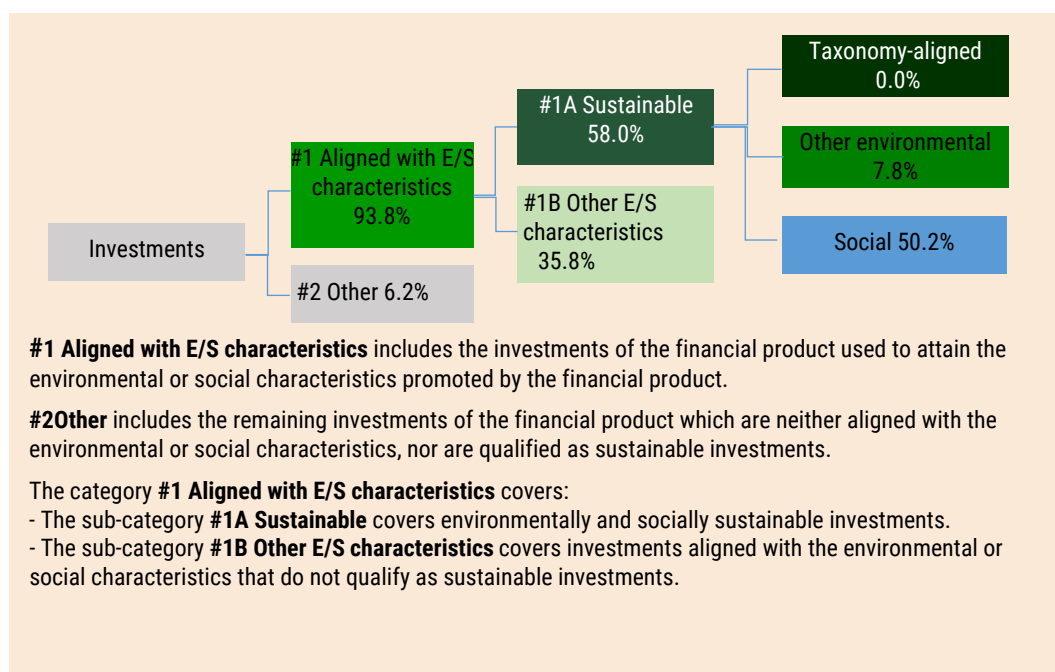 Investments
#1 Aligned with E/S
characteristics
93.8%
#2 Other 6.2%
#1A Sustainable
58.0%
#1B Other E/S
characteristics
35.8%
Taxonomy-aligned
0.0%
Other environmental
7.8%
Social 50.2%
#1 Aligned with E/S characteristics includes the investments of the financial product used to attain the
environmental or social characteristics promoted by the financial product.
#2Other includes the remaining investments of the financial product which are neither aligned with the
environmental or social characteristics, nor are qualified as sustainable investments.
The category #1 Aligned with E/S characteristics covers:
- The sub-category #1A Sustainable covers environmentally and socially sustainable investments.
- The sub-category #1B Other E/S characteristics covers investments aligned with the environmental or
social characteristics that do not qualify as sustainable investments.